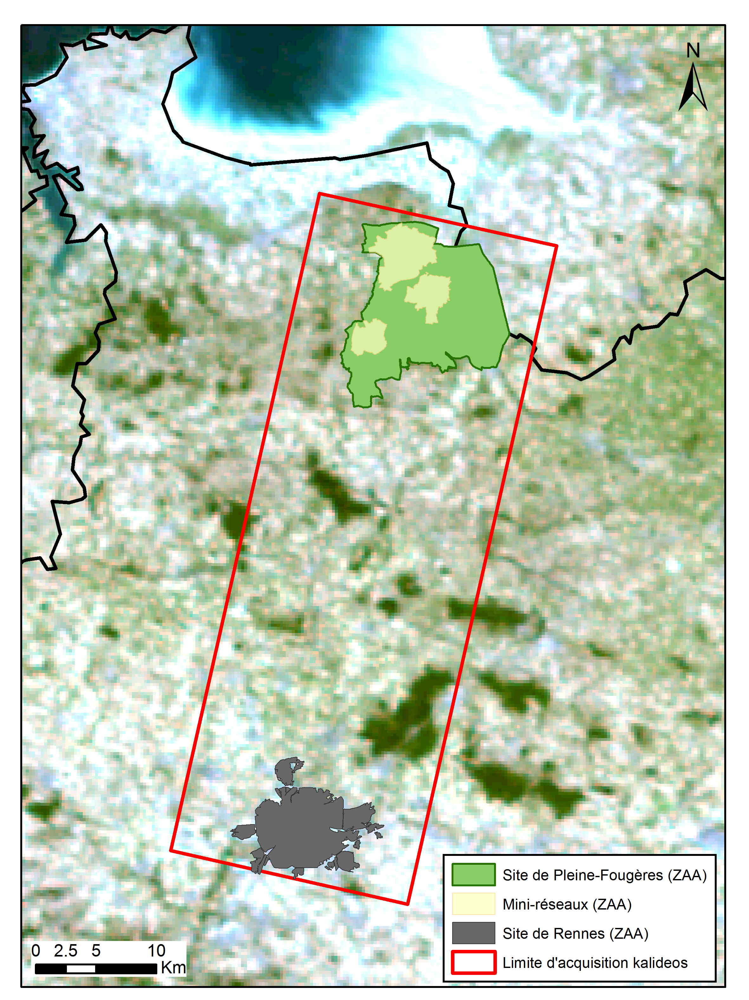 N
Site de Pleine-Fougères (ZAA)
Mini-réseaux (ZAA)
Site de Rennes (ZAA)
Limite d'acquisition kalideos
0 2.5 5 10
Km